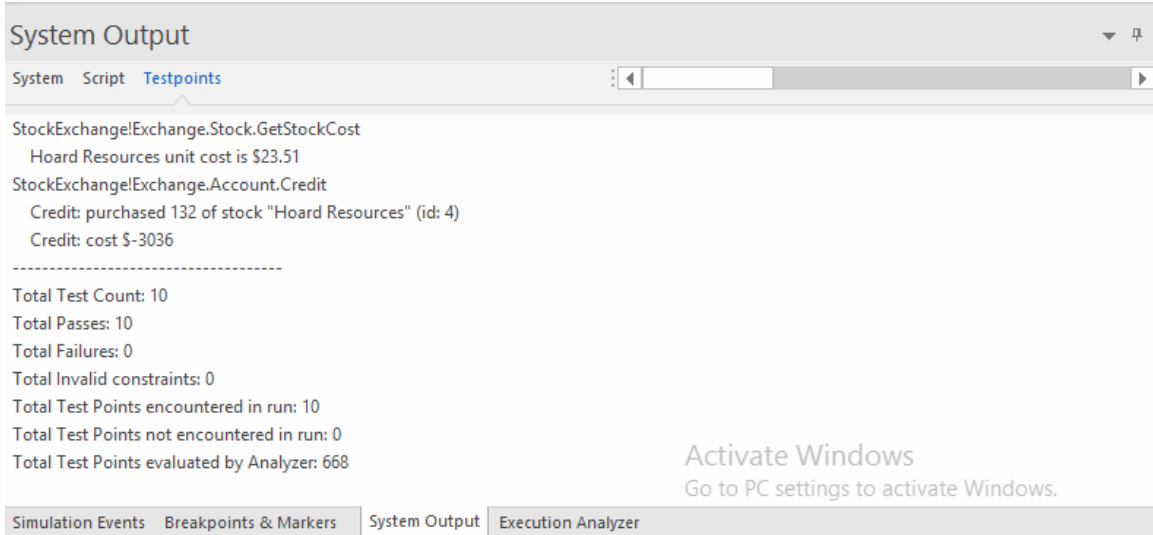 System Output
System Script Testpoints
StockExchange!Exchange.Stock.GetStockCost
Hoard Resources unit cost is $23.51
StockExchange!Exchange.Account.Credit
Credit: purchased 132 of stock "Hoard Resources" (id: 4)
Credit: cost $-3036
-------------------------------------
Total Test Count: 10
Total Passes: 10
Total Failures: 0
Total Invalid constraints: 0
Total Test Points encountered in run: 10
Total Test Points not encountered in run: 0
Total Test Points evaluated by Analyzer: 668
Activate Windows
Go to PC settings to activate Windows.
Simulation Events Breakpoints & Markers System Output Execution Analyzer